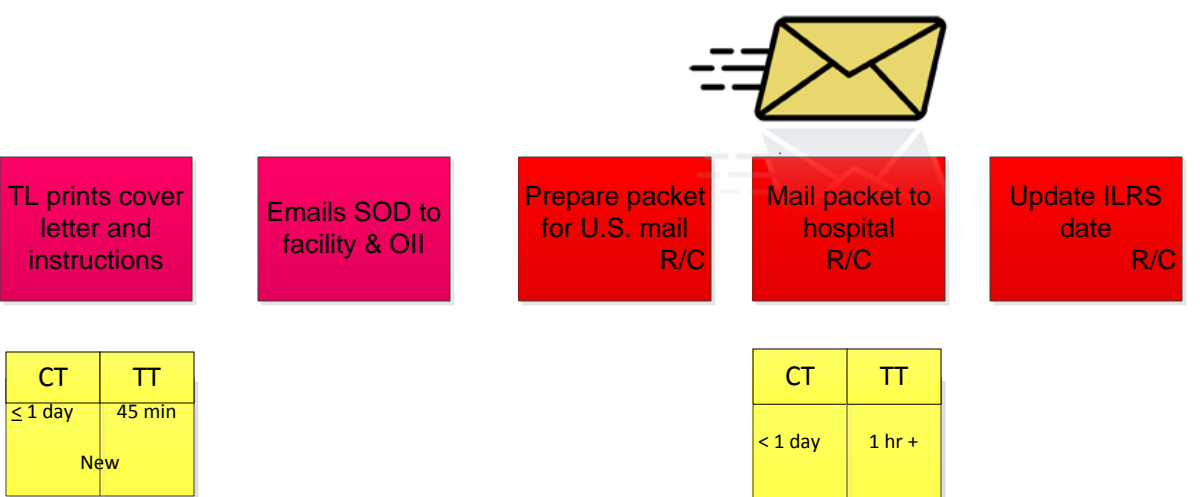 TL prints cover
letter and
instructions
Emails SOD to
facility & OII
Prepare packet
for U.S. mail
R/C
Mail packet to
hospital
R/C
Update ILRS
date
R/C
CT TT
≤ 1 day 45 min
New
CT TT
< 1 day 1 hr +